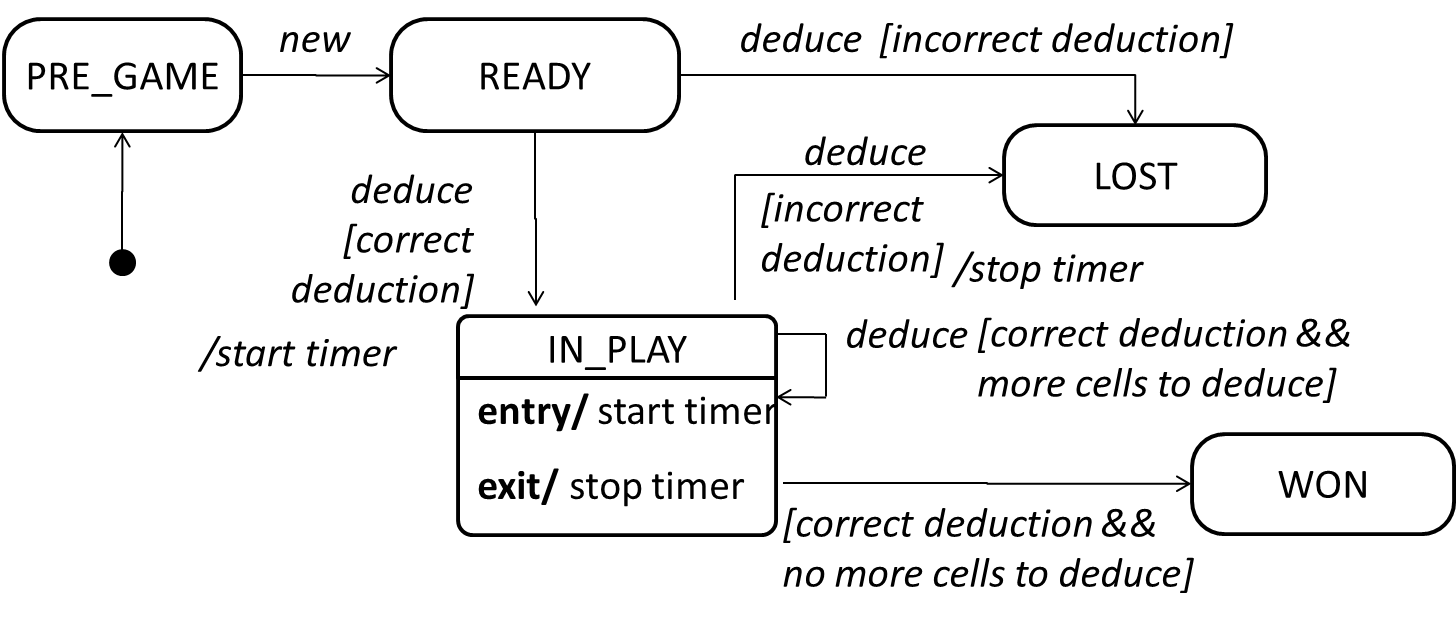 PRE_GAME
new
READY
deduce [incorrect deduction]
deduce
[correct
deduction]
/start timer
deduce
[incorrect
deduction] /stop timer
LOST
IN_PLAY
entry/ start timer
exit/ stop timer
deduce [correct deduction &&
more cells to deduce]
WON
[correct deduction &&
no more cells to deduce]